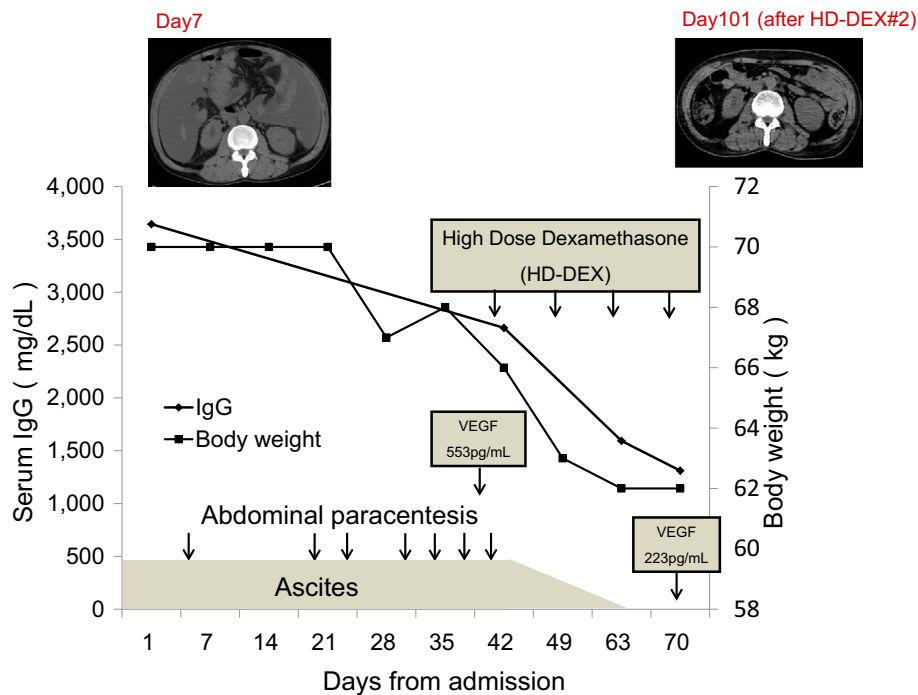 Day7
Day101 (after HD-DEX#2)
4,000
3,500
3,000
2,500
2,000
1,500
1,000
500
0
Serum IgG ( mg/dL)
72
70
68
66
64
62
60
58
Body weight ( kg )
High Dose Dexamethasone
(HD-DEX)
IgG
Body weight
VEGF
553pg/mL
Abdominal paracentesis
VEGF
223pg/mL
Ascites
1 7 14 21 28 35 42 49 63 70
Days from admission